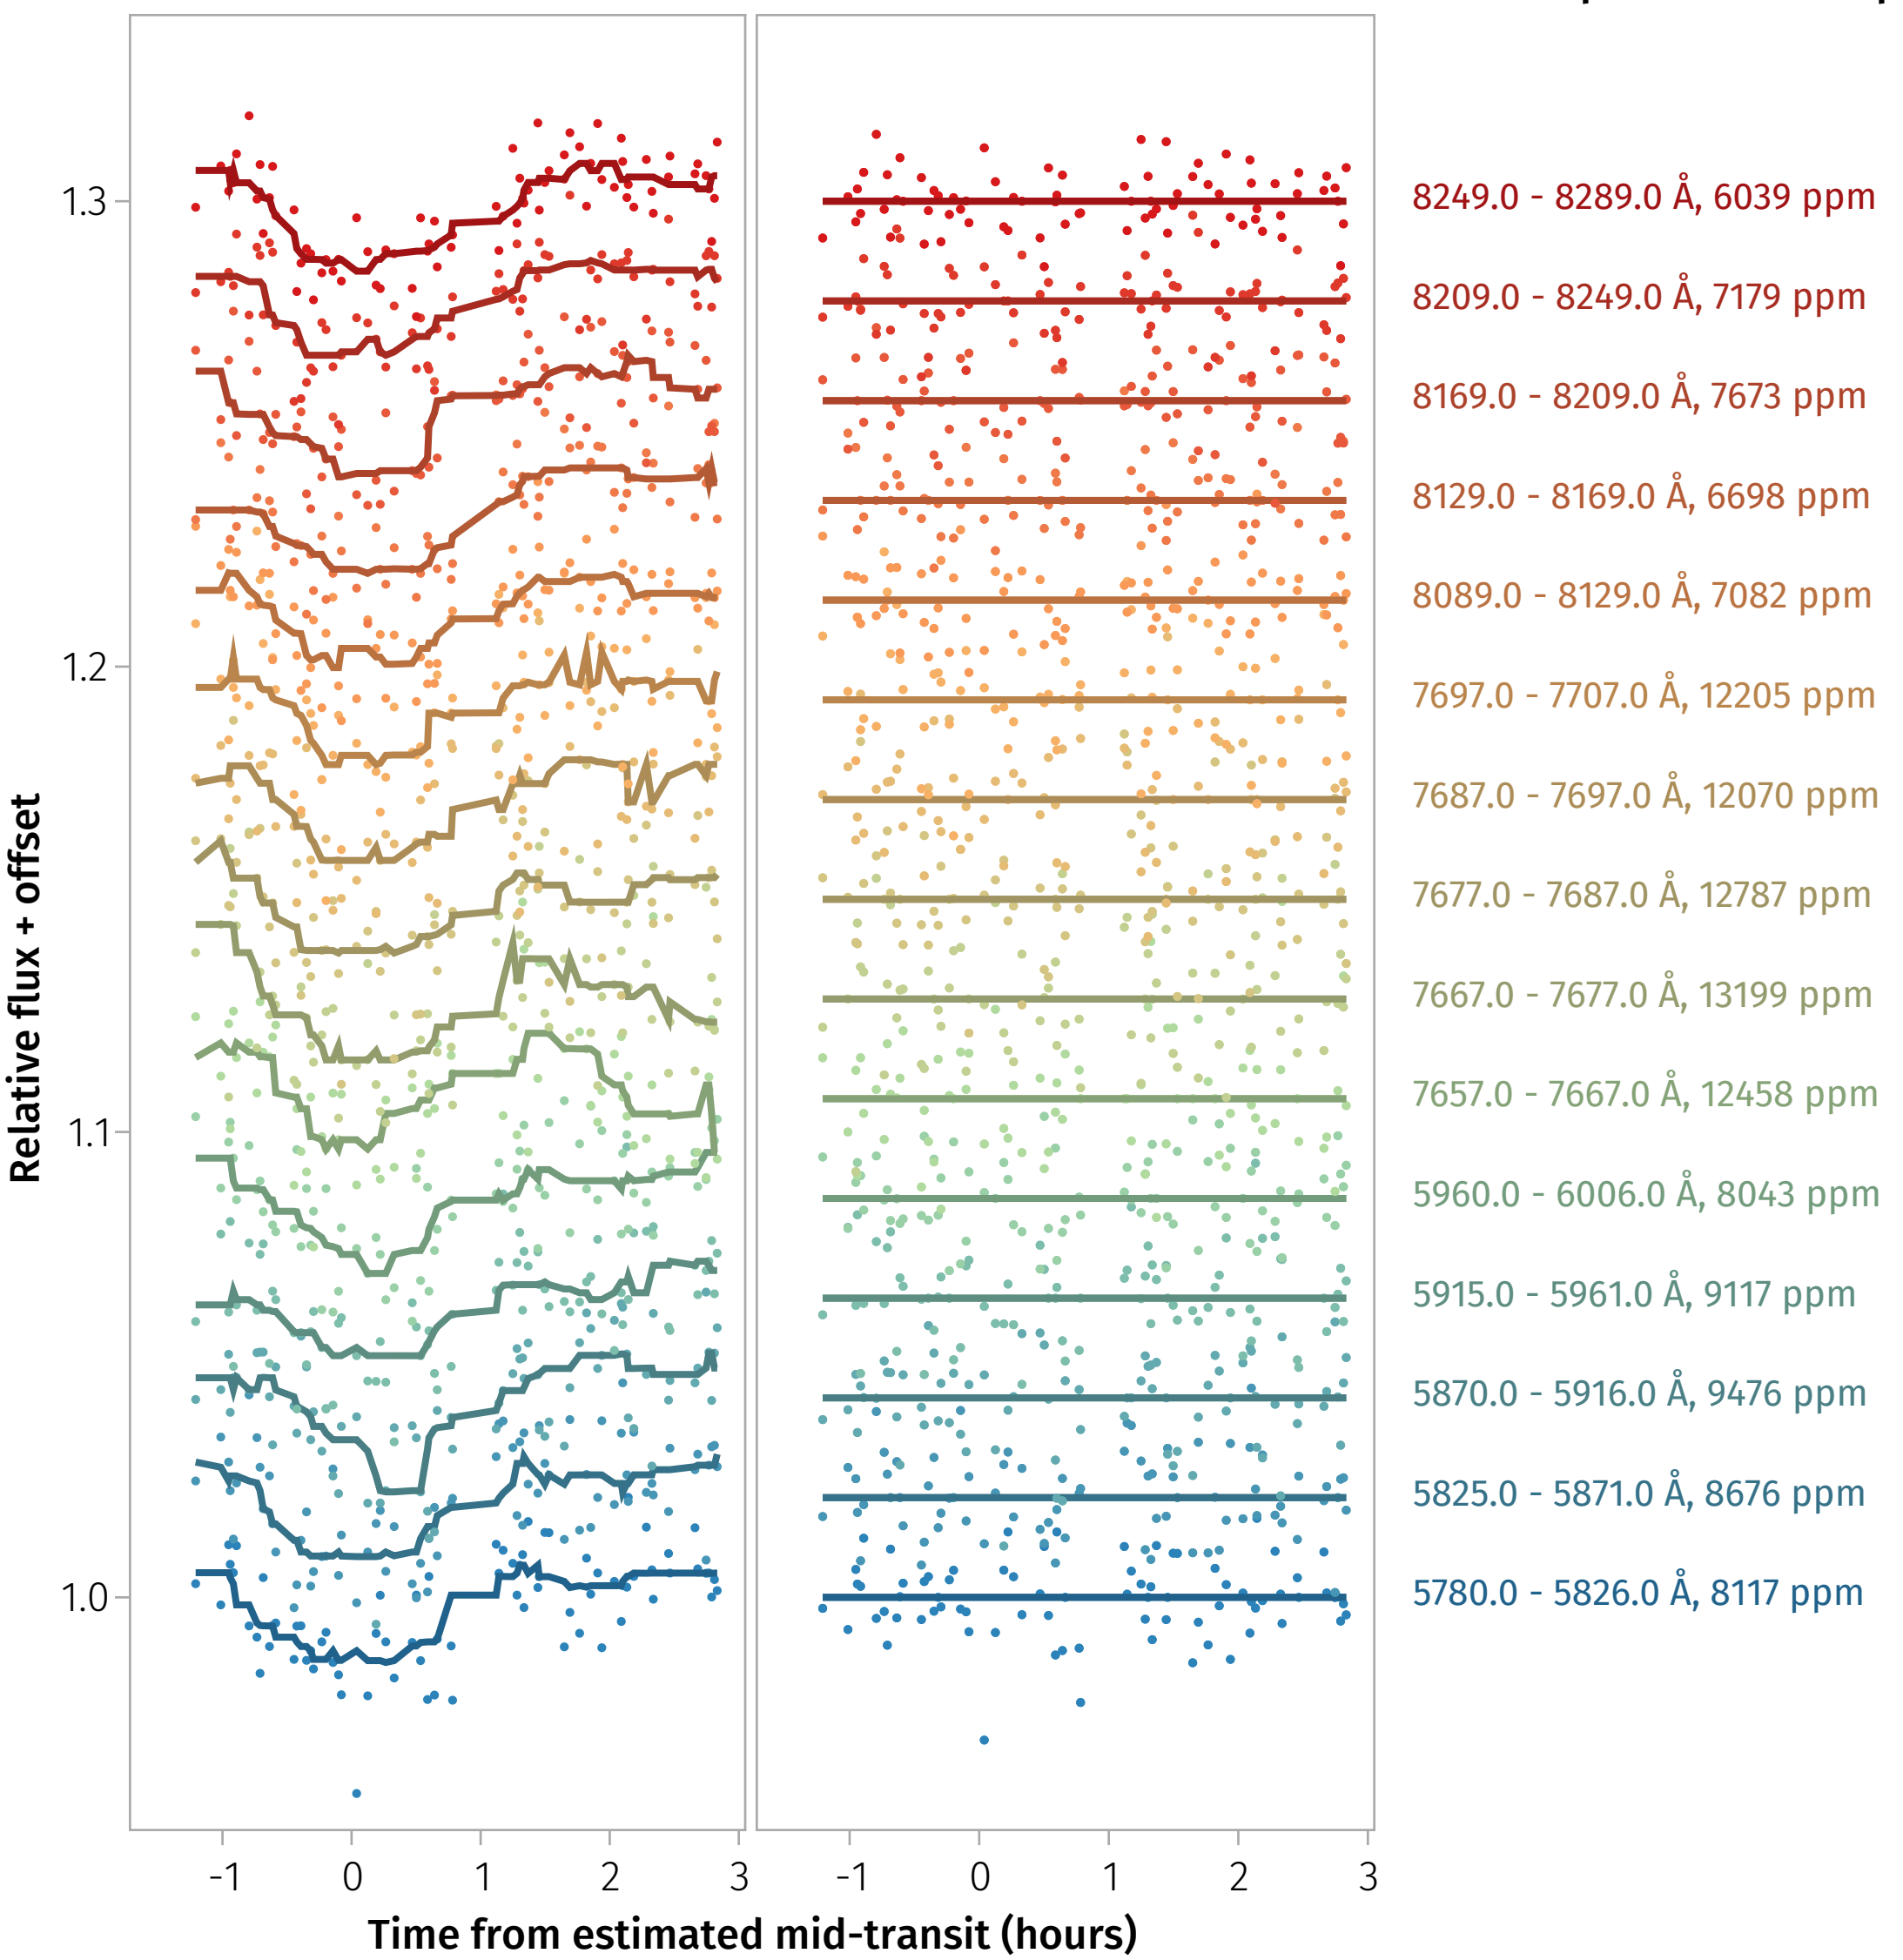 1.3
1.2
1.1
1.0
Relative flux + offset
-1 0 1 2 3
-1 0 1 2 3
Time from estimated mid-transit (hours)
8249.0 - 8289.0 Å, 6039 ppm
8209.0 - 8249.0 Å, 7179 ppm
8169.0 - 8209.0 Å, 7673 ppm
8129.0 - 8169.0 Å, 6698 ppm
8089.0 - 8129.0 Å, 7082 ppm
7697.0 - 7707.0 Å, 12205 ppm
7687.0 - 7697.0 Å, 12070 ppm
7677.0 - 7687.0 Å, 12787 ppm
7667.0 - 7677.0 Å, 13199 ppm
7657.0 - 7667.0 Å, 12458 ppm
5960.0 - 6006.0 Å, 8043 ppm
5915.0 - 5961.0 Å, 9117 ppm
5870.0 - 5916.0 Å, 9476 ppm
5825.0 - 5871.0 Å, 8676 ppm
5780.0 - 5826.0 Å, 8117 ppm